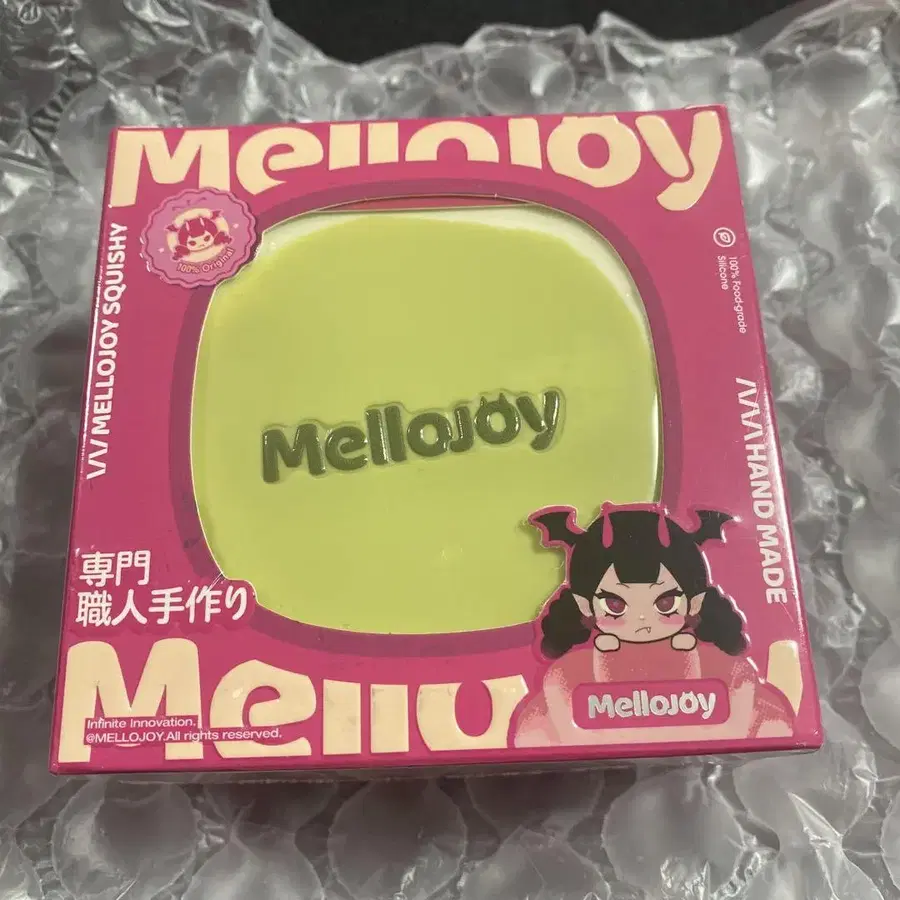 Mellojoy
\/\/\/ MELLOJOY SQUISHY
100% Original
100% Food-grade
Silicone
/\/\/\ HAND MADE
Mellojoy
専門
職人手作り
Mellojoy
Infinite Innovation.
@MELLOJOY.All rights reserved.
Mellojoy